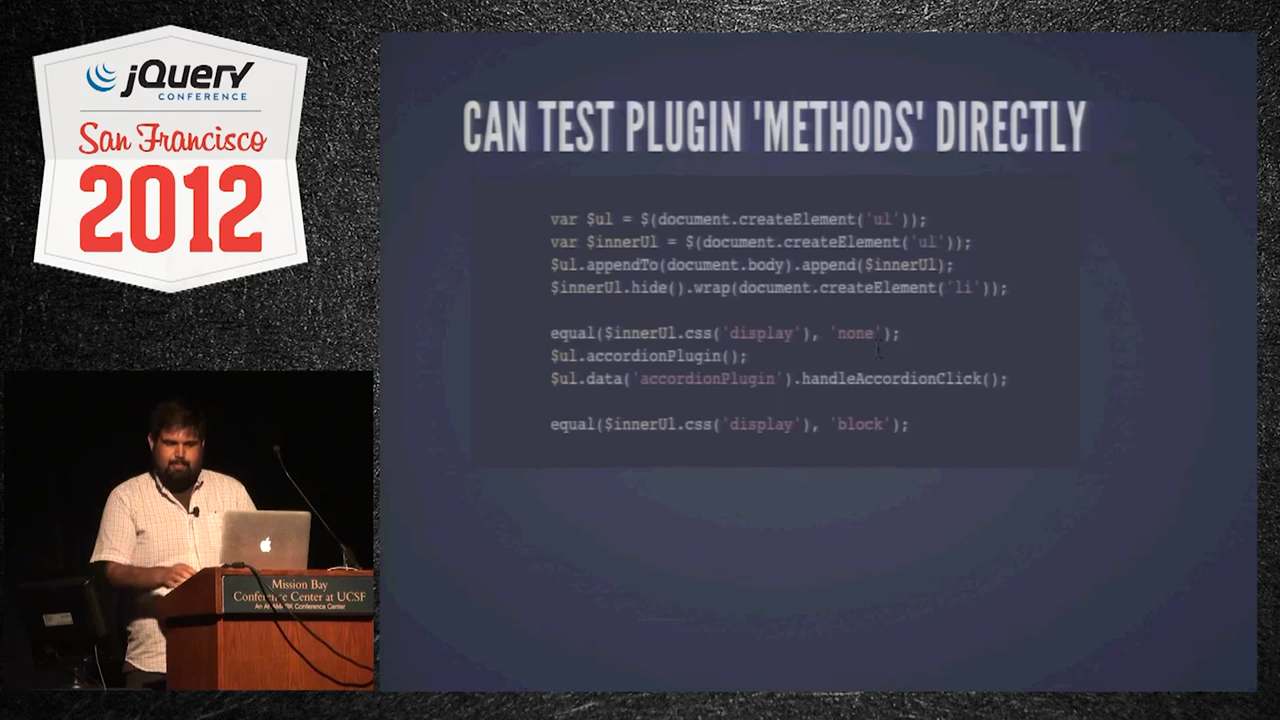 jQuery
CONFERENCE
San Francisco
2012
CAN TEST PLUGIN 'METHODS' DIRECTLY
var $ul = $(document.createElement('ul'));
var $innerUl = $(document.createElement('ul'));
$ul.appendTo(document.body).append($innerUl);
$innerUl.hide().wrap(document.createElement('li'));
equal($innerUl.css('display'), 'none');
$ul.accordionPlugin();
$ul.data('accordionPlugin').handleAccordionClick();
equal($innerUl.css('display'), 'block');
Mission Bay
Conference Center at UCSF
Conference Center